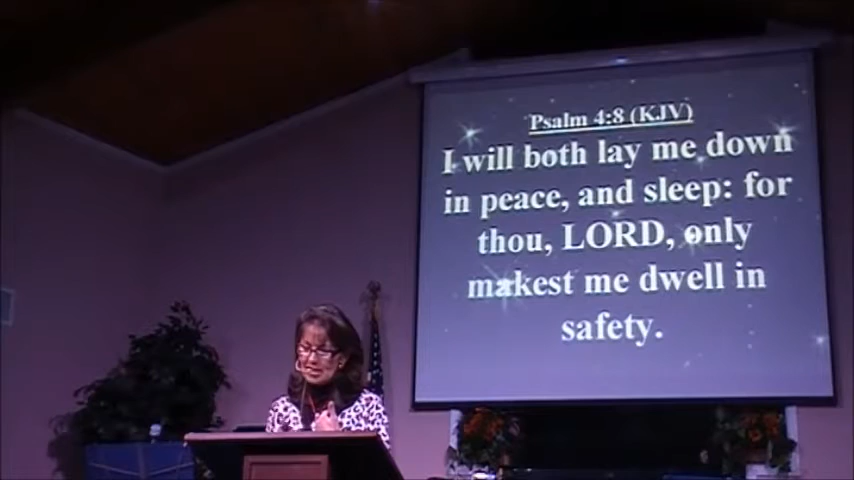 Psalm 4:8 (KJV)
I will both lay me down
in peace, and sleep: for
thou, LORD, only
makest me dwell in
safety.